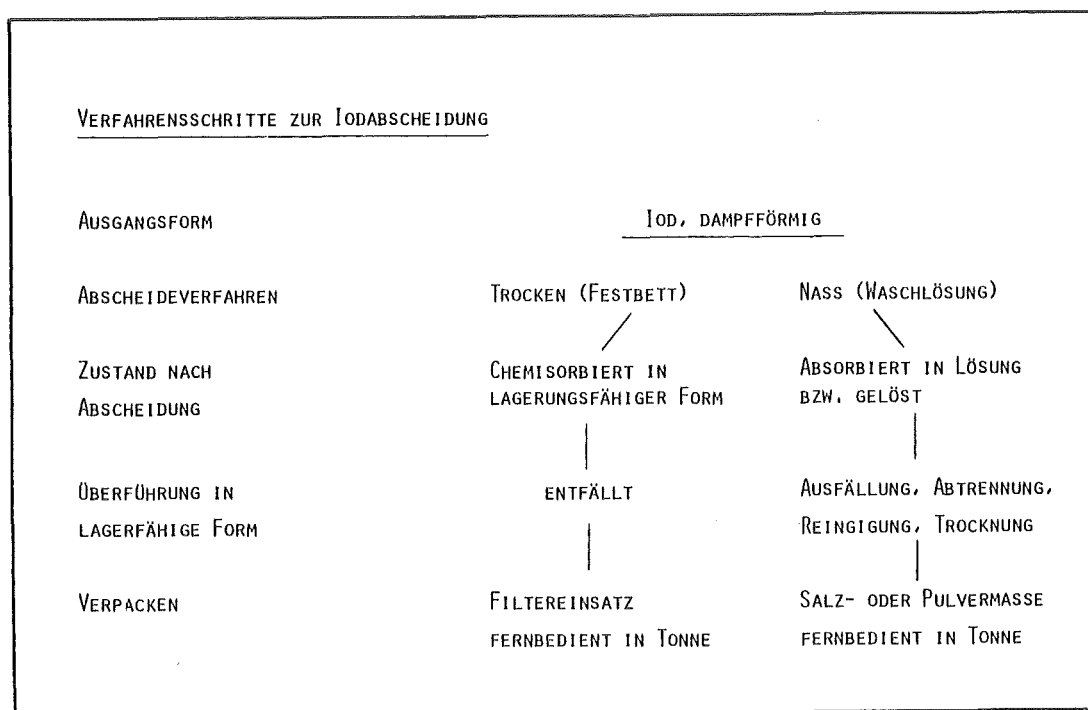 Verfahrensschritte zur Iodabscheidung
Ausgangsform Iod, dampfförmig
Abscheideverfahren Trocken (Festbett) Nass (Waschlösung)
Zustand nach Chemisorbiert in Absorbiert in Lösung
Abscheidung lagerungsfähiger Form bzw. gelöst
Überführung in entfällt Ausfällung, Abtrennung,
lagerfähige Form Reingigung, Trocknung
Verpacken Filtereinsatz Salz- oder Pulvermasse
fernbedient in Tonne fernbedient in Tonne